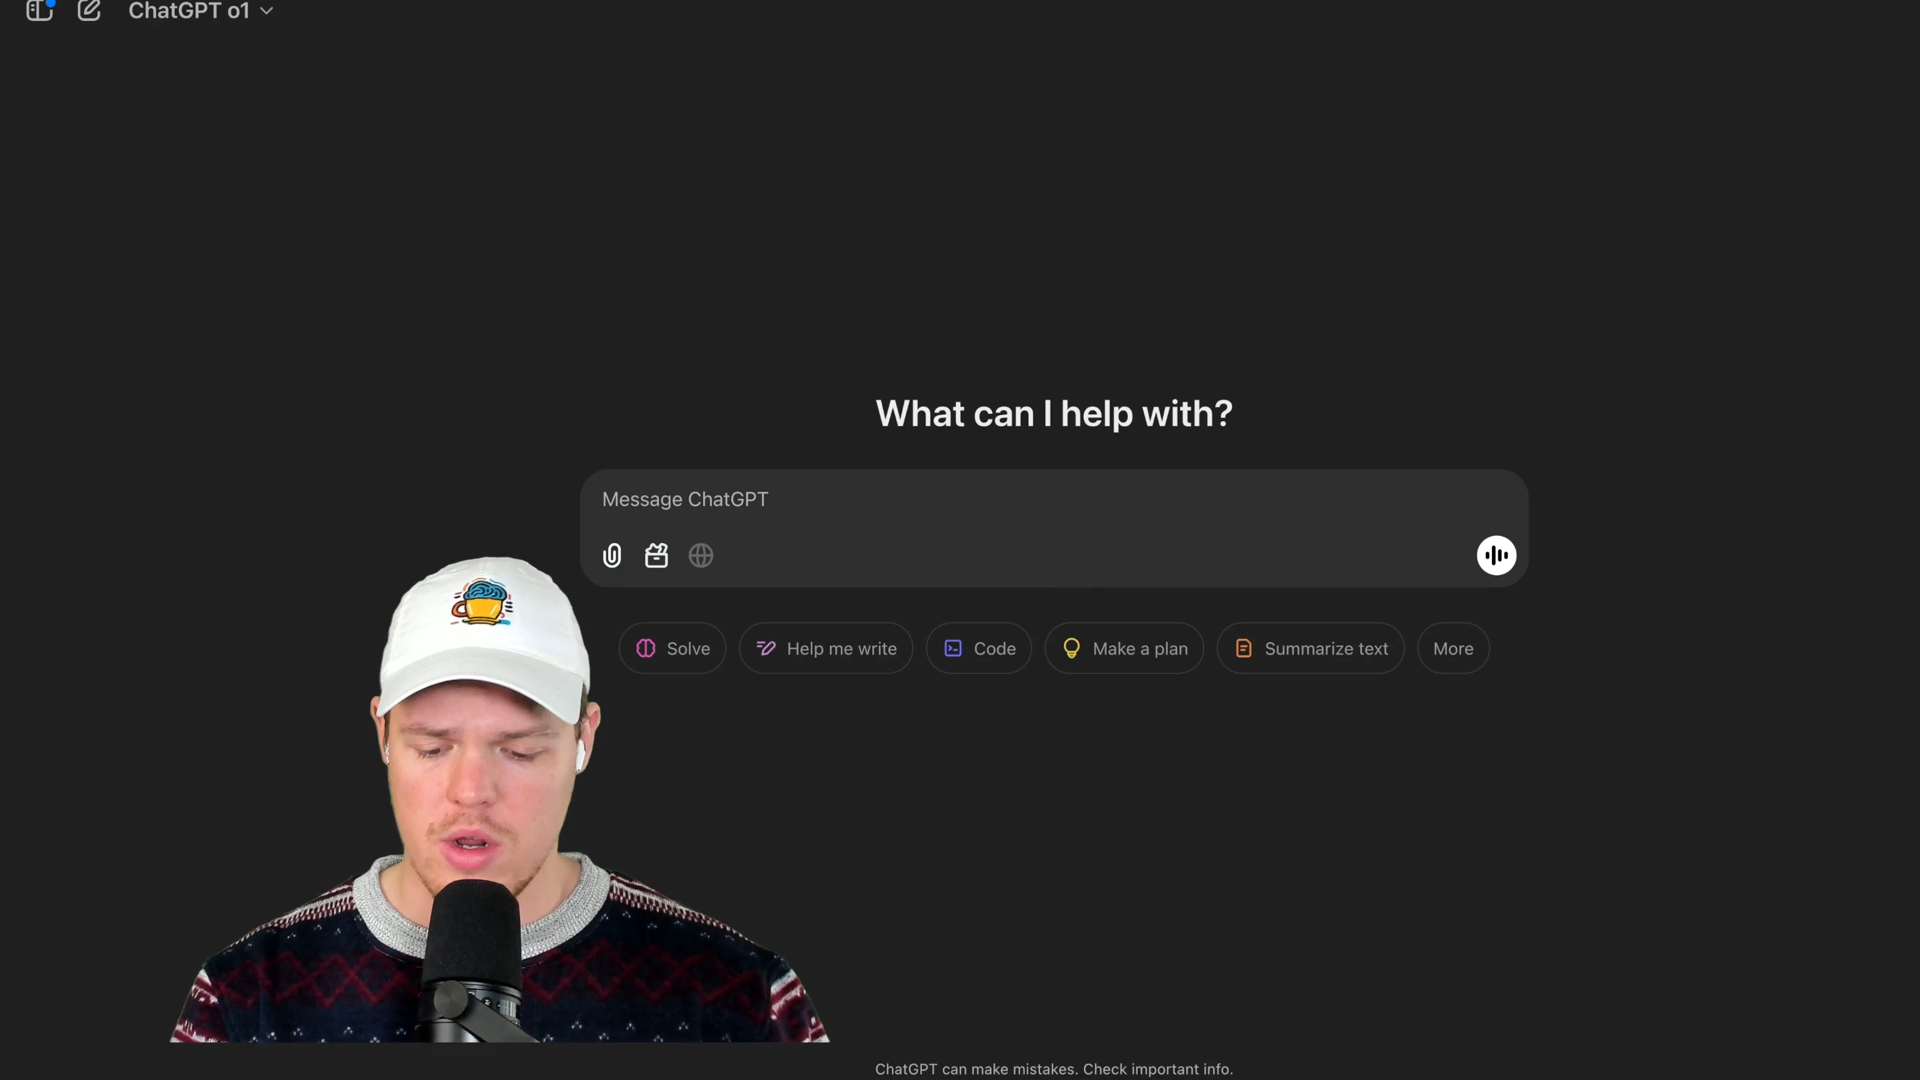 ChatGPT o1
What can I help with?
Message ChatGPT
Solve
Help me write
Code
Make a plan
Summarize text
More
ChatGPT can make mistakes. Check important info.